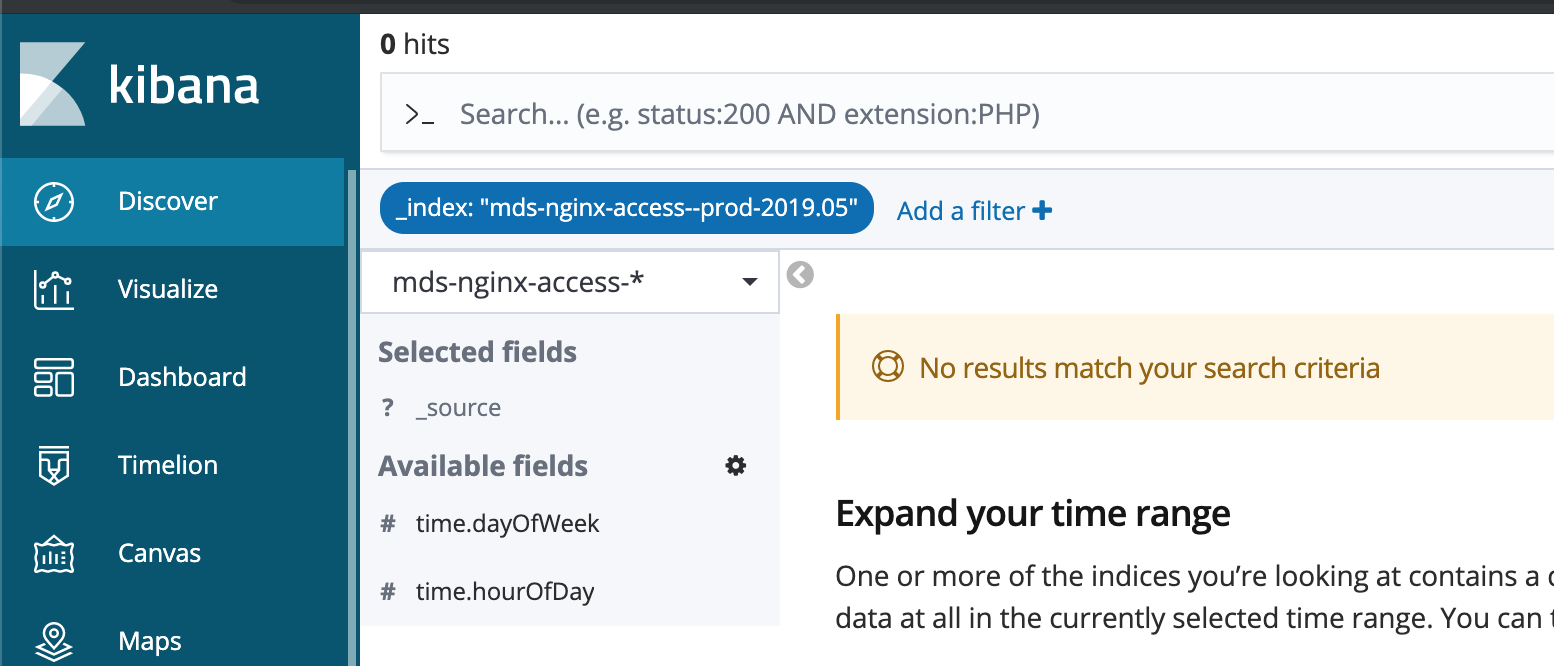 kibana
Discover
Visualize
Dashboard
Timelion
Canvas
Maps
0 hits
>_ Search... (e.g. status:200 AND extension:PHP)
_index: "mds-nginx-access--prod-2019.05"
Add a filter +
mds-nginx-access-*
Selected fields
? _source
Available fields
# time.dayOfWeek
# time.hourOfDay
No results match your search criteria
Expand your time range
One or more of the indices you’re looking at contains a
data at all in the currently selected time range. You can